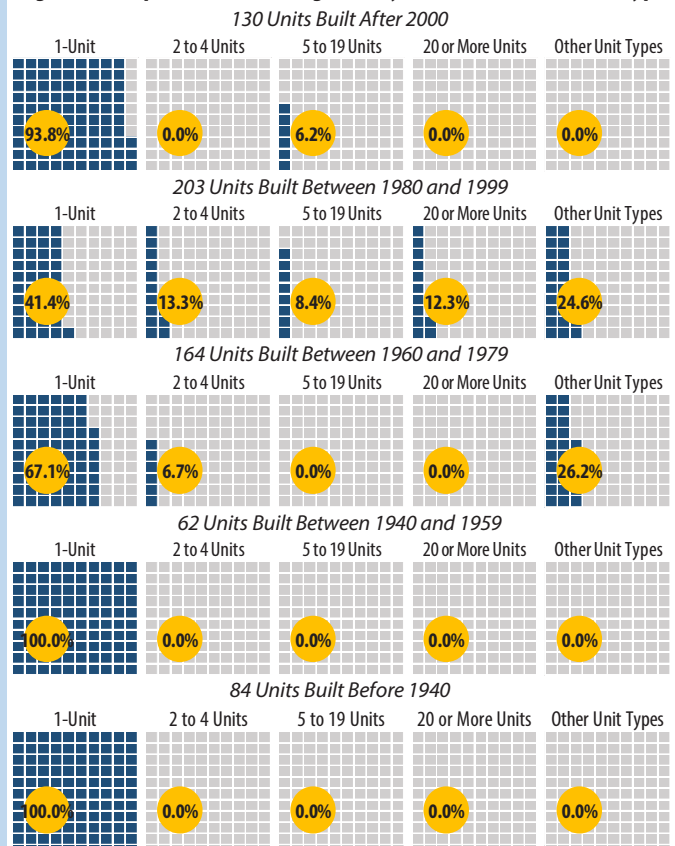 130 Units Built After 2000
1-Unit 2 to 4 Units 5 to 19 Units 20 or More Units Other Unit Types
93.8% 0.0% 6.2% 0.0% 0.0%
203 Units Built Between 1980 and 1999
1-Unit 2 to 4 Units 5 to 19 Units 20 or More Units Other Unit Types
41.4% 13.3% 8.4% 12.3% 24.6%
164 Units Built Between 1960 and 1979
1-Unit 2 to 4 Units 5 to 19 Units 20 or More Units Other Unit Types
67.1% 6.7% 0.0% 0.0% 26.2%
62 Units Built Between 1940 and 1959
1-Unit 2 to 4 Units 5 to 19 Units 20 or More Units Other Unit Types
100.0% 0.0% 0.0% 0.0% 0.0%
84 Units Built Before 1940
1-Unit 2 to 4 Units 5 to 19 Units 20 or More Units Other Unit Types
100.0% 0.0% 0.0% 0.0% 0.0%